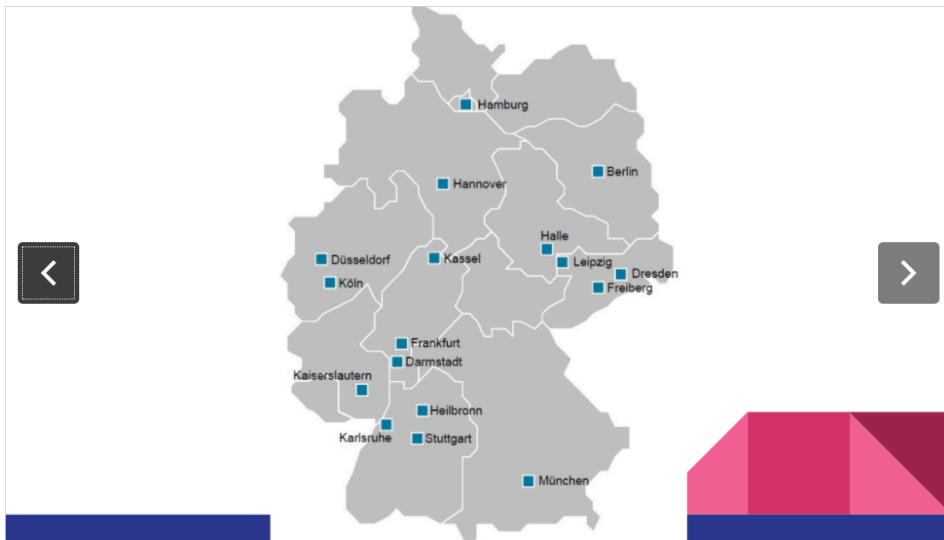 Hamburg
Berlin
Hannover
Halle
Düsseldorf
Kassel
Leipzig
Dresden
Köln
Freiberg
Frankfurt
Darmstadt
Kaiserslautern
Heilbronn
Karlsruhe
Stuttgart
München